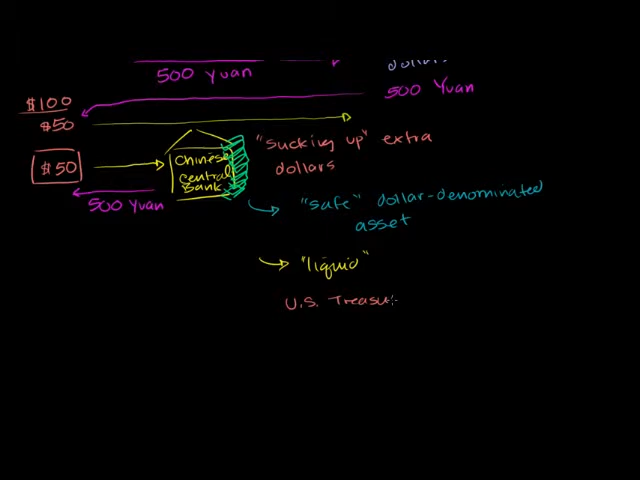 500 Yuan
500 Yuan
$100
$50
$50
Chinese
central
Bank
500 Yuan
"sucking up" extra
dollars
"safe" dollar-denominated
asset
"liquid"
U.S. Treasu